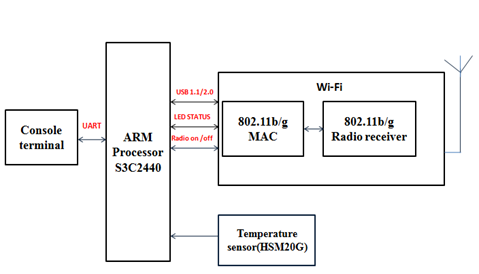 Console
terminal
UART
ARM
Processor
S3C2440
USB 1.1/2.0
LED STATUS
Radio on /off
Wi-Fi
802.11b/g
MAC
802.11b/g
Radio receiver
Temperature
sensor(HSM20G)